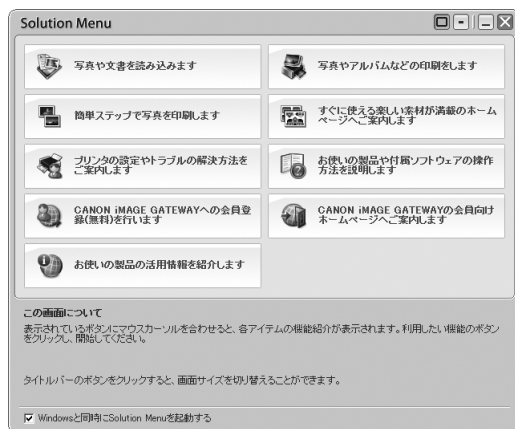 Solution Menu
写真や文書を読み込みます
写真やアルバムなどの印刷をします
簡単ステップで写真を印刷します
すぐに使える楽しい素材が満載のホーム
ページへご案内します
プリンタの設定やトラブルの解決方法を
ご案内します
お使いの製品や付属ソフトウェアの操作
方法を説明します
CANON iMAGE GATEWAYへの会員登
録(無料)を行います
CANON iMAGE GATEWAYの会員向け
ホームページへご案内します
お使いの製品の活用情報を紹介します
この画面について
表示されているボタンにマウスカーソルを合わせると、各アイテムの機能紹介が表示されます。利用したい機能のボタン
をクリックし、開始してください。
タイトルバーのボタンをクリックすると、画面サイズを切り替えることができます。
Windowsと同時にSolution Menuを起動する